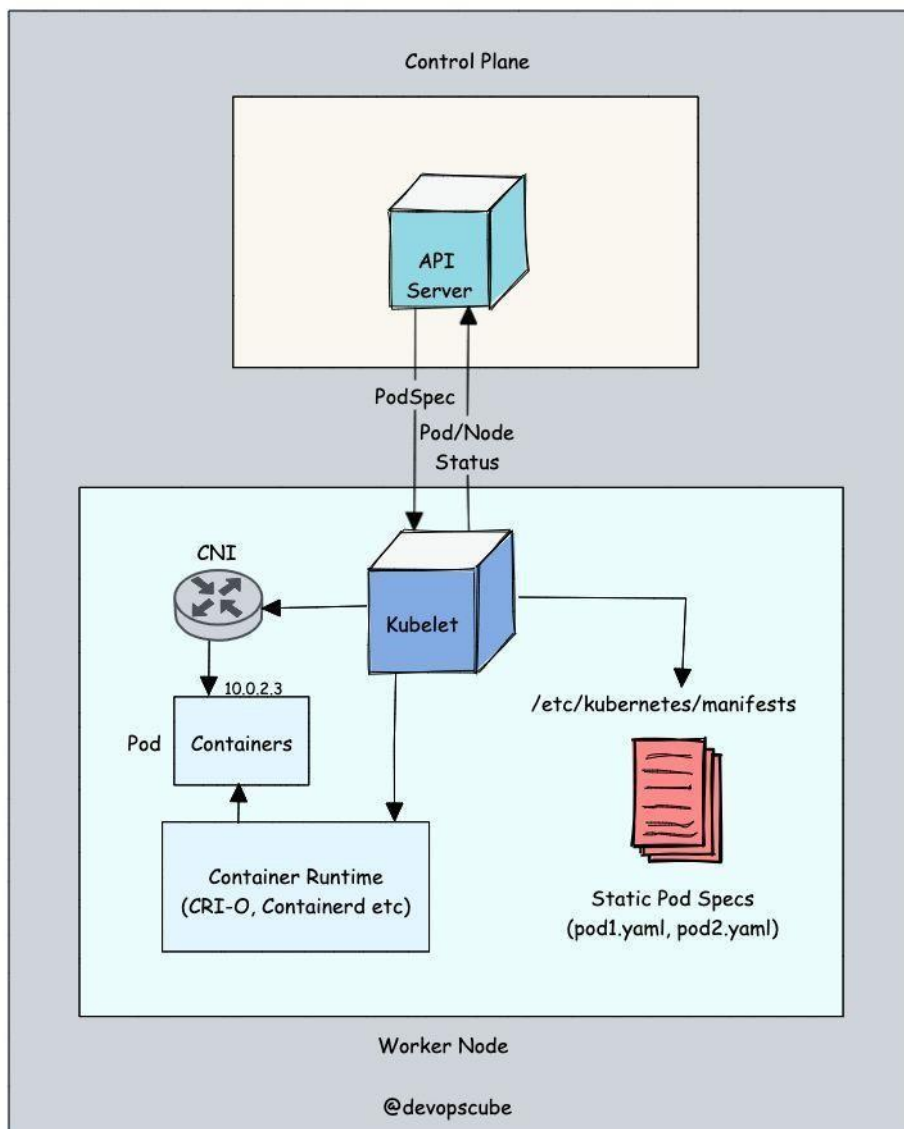 Control Plane
API
Server
PodSpec
Pod/Node
Status
CNI
Kubelet
10.0.2.3
/etc/kubernetes/manifests
Pod
Containers
Container Runtime
(CRI-O, Containerd etc)
Static Pod Specs
(pod1.yaml, pod2.yaml)
Worker Node
@devopscube